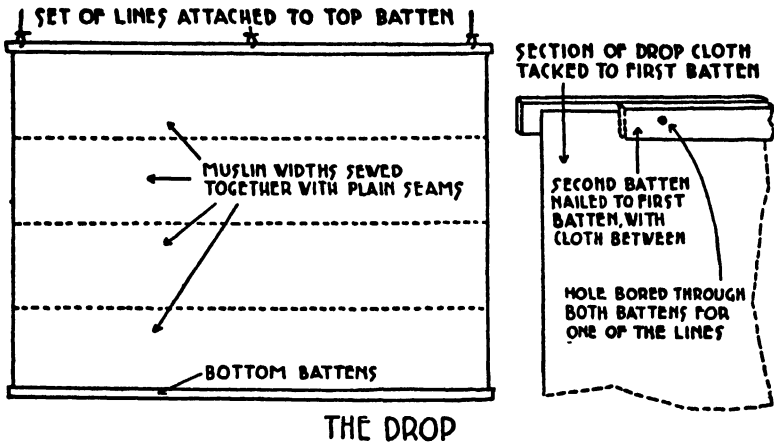 SET OF LINES ATTACHED TO TOP BATTEN
MUSLIN WIDTHS SEWED
TOGETHER WITH PLAIN SEAMS
BOTTOM BATTENS
SECTION OF DROP CLOTH
TACKED TO FIRST BATTEN
SECOND BATTEN
NAILED TO FIRST
BATTEN, WITH
CLOTH BETWEEN
HOLE BORED THROUGH
BOTH BATTENS FOR
ONE OF THE LINES
THE DROP